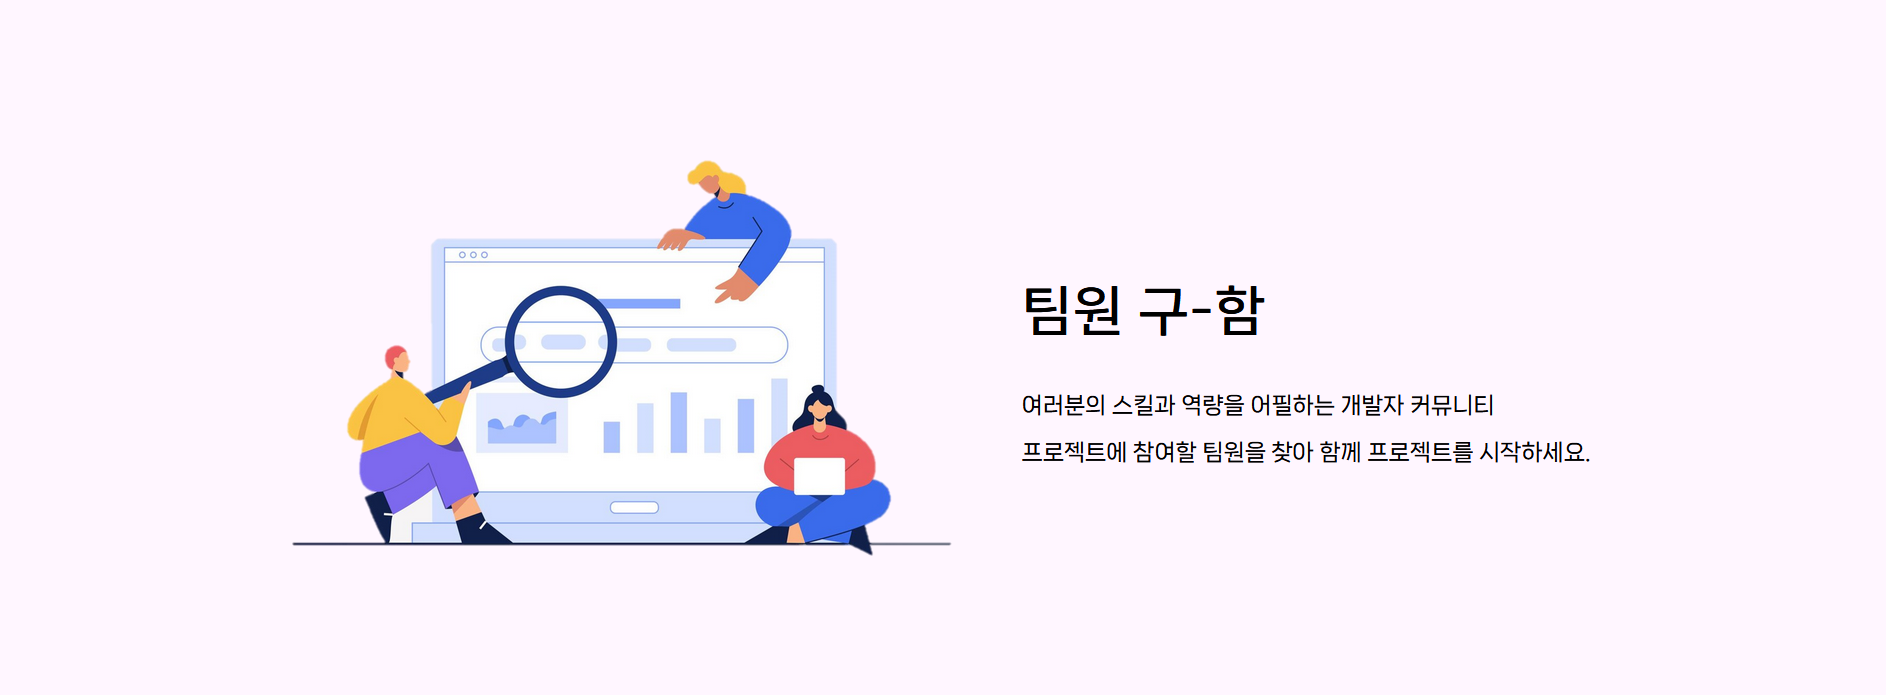 팀원 구-함
여러분의 스킬과 역량을 어필하는 개발자 커뮤니티
프로젝트에 참여할 팀원을 찾아 함께 프로젝트를 시작하세요.